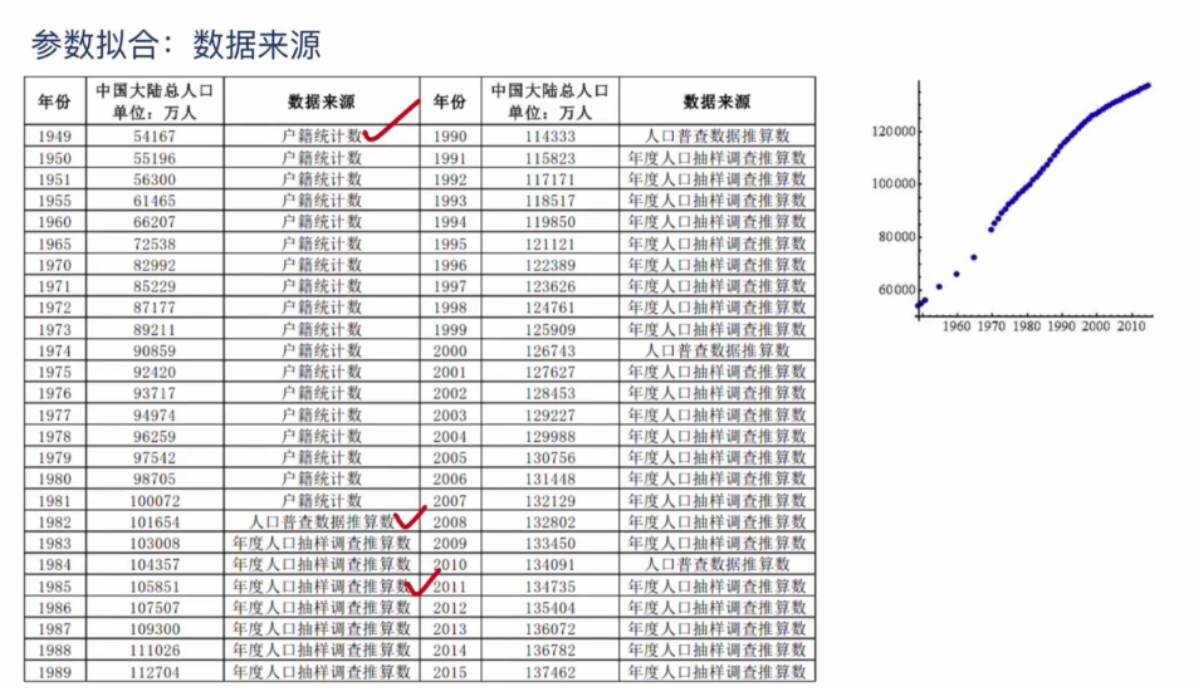 参数拟合：数据来源
年份 中国大陆总人口 单位：万人 数据来源 年份 中国大陆总人口 单位：万人 数据来源
1949 54167 户籍统计数 1990 114333 人口普查数据推算数
1950 55196 户籍统计数 1991 115823 年度人口抽样调查推算数
1951 56300 户籍统计数 1992 117171 年度人口抽样调查推算数
1955 61465 户籍统计数 1993 118517 年度人口抽样调查推算数
1960 66207 户籍统计数 1994 119850 年度人口抽样调查推算数
1965 72538 户籍统计数 1995 121121 年度人口抽样调查推算数
1970 82992 户籍统计数 1996 122389 年度人口抽样调查推算数
1971 85229 户籍统计数 1997 123626 年度人口抽样调查推算数
1972 87177 户籍统计数 1998 124761 年度人口抽样调查推算数
1973 89211 户籍统计数 1999 125909 年度人口抽样调查推算数
1974 90859 户籍统计数 2000 126743 人口普查数据推算数
1975 92420 户籍统计数 2001 127627 年度人口抽样调查推算数
1976 93717 户籍统计数 2002 128453 年度人口抽样调查推算数
1977 94974 户籍统计数 2003 129227 年度人口抽样调查推算数
1978 96259 户籍统计数 2004 129988 年度人口抽样调查推算数
1979 97542 户籍统计数 2005 130756 年度人口抽样调查推算数
1980 98705 户籍统计数 2006 131448 年度人口抽样调查推算数
1981 100072 户籍统计数 2007 132129 年度人口抽样调查推算数
1982 101654 人口普查数据推算数 2008 132802 年度人口抽样调查推算数
1983 103008 年度人口抽样调查推算数 2009 133450 年度人口抽样调查推算数
1984 104357 年度人口抽样调查推算数 2010 134091 人口普查数据推算数
1985 105851 年度人口抽样调查推算数 2011 134735 年度人口抽样调查推算数
1986 107507 年度人口抽样调查推算数 2012 135404 年度人口抽样调查推算数
1987 109300 年度人口抽样调查推算数 2013 136072 年度人口抽样调查推算数
1988 111026 年度人口抽样调查推算数 2014 136782 年度人口抽样调查推算数
1989 112704 年度人口抽样调查推算数 2015 137462 年度人口抽样调查推算数
120000
100000
80000
60000
1960 1970 1980 1990 2000 2010